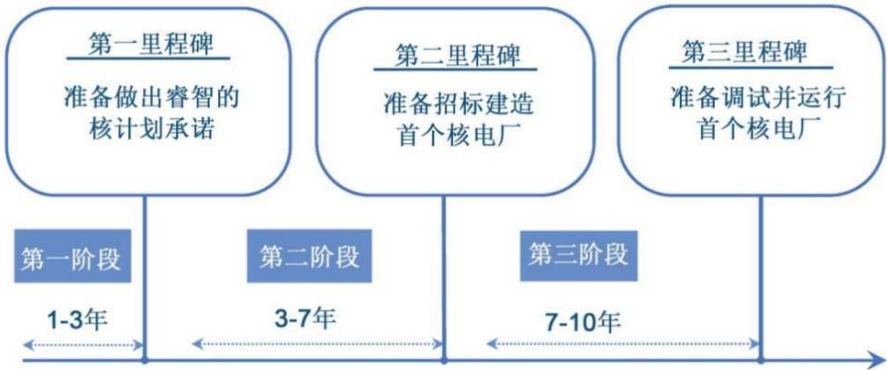 第一里程碑
准备做出睿智的
核计划承诺
第二里程碑
准备招标建造
首个核电厂
第三里程碑
准备调试并运行
首个核电厂
第一阶段
第二阶段
第三阶段
1-3年
3-7年
7-10年